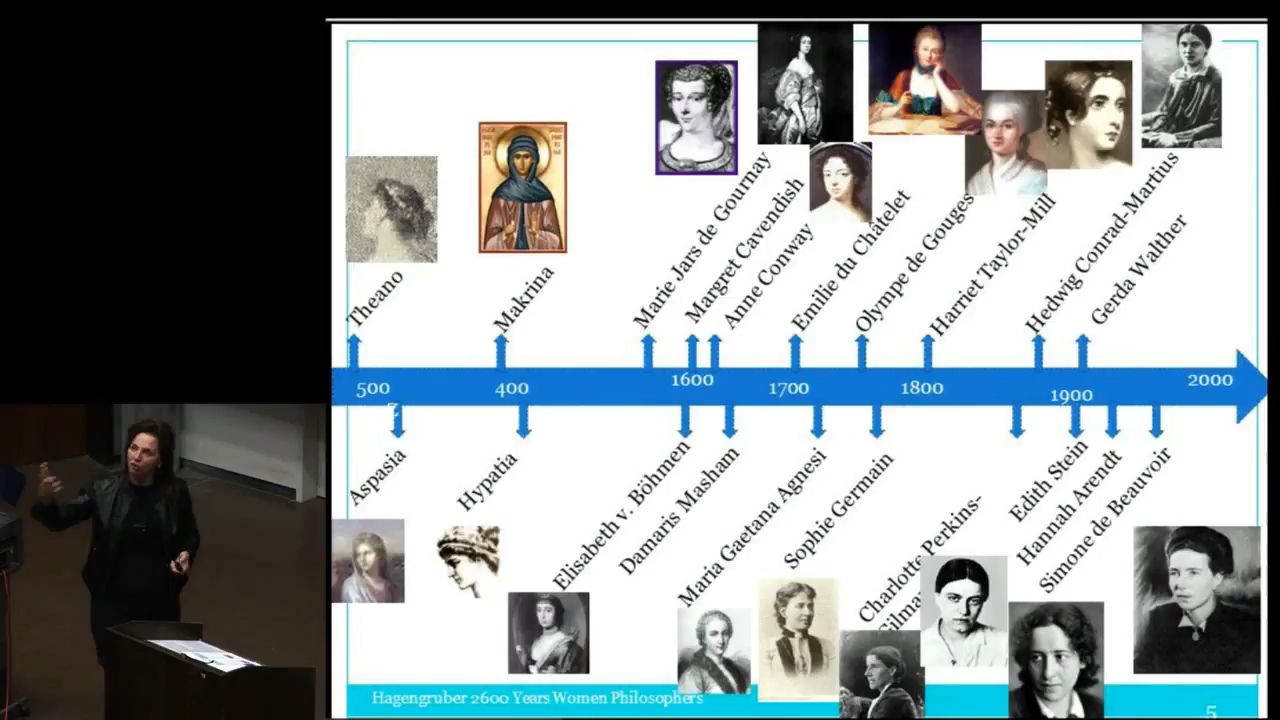 Theano
Makrina
Marie Jars de Gournay
Margret Cavendish
Anne Conway
Emilie du Châtelet
Olympe de Gouges
Harriet Taylor-Mill
Hedwig Conrad-Martius
Gerda Walther
500
Z
400
1600
1700
1800
1900
2000
Aspasia
Hypatia
Elisabeth v. Böhmen
Damaris Masham
Maria Gaetana Agnesi
Sophie Germain
Charlotte Perkins-
Edith Stein
Hannah Arendt
Simone de Beauvoir
Hagengruber 2600 Years Women Philosophers
5